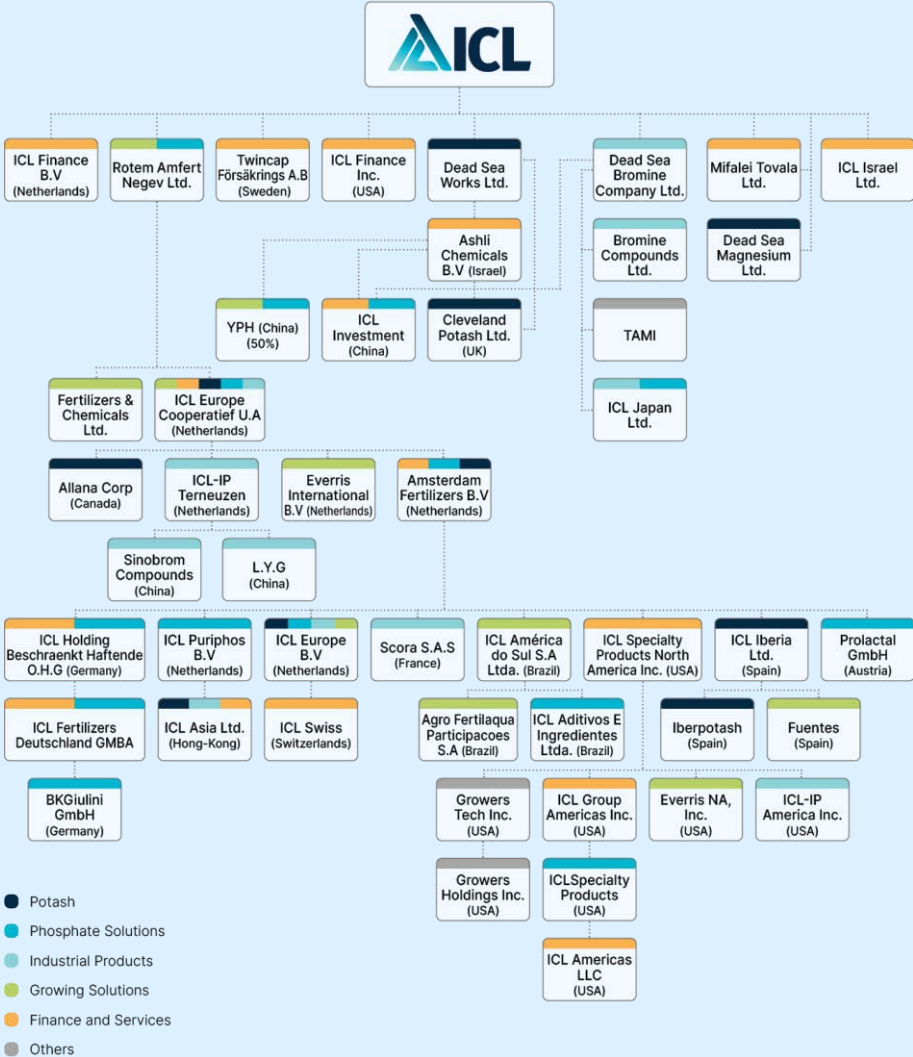 ICL
ICL Finance
B.V
(Netherlands)
Rotem Amfert
Negev Ltd.
Twincap
Försäkrings A.B
(Sweden)
ICL Finance
Inc.
(USA)
Dead Sea
Works Ltd.
Dead Sea
Bromine
Company Ltd.
Mifalei Tovala
Ltd.
ICL Israel
Ltd.
Ashli
Chemicals
B.V (Israel)
Bromine
Compounds
Ltd.
Dead Sea
Magnesium
Ltd.
YPH (China)
(50%)
ICL
Investment
(China)
Cleveland
Potash Ltd.
(UK)
TAMI
Fertilizers &
Chemicals
Ltd.
ICL Europe
Cooperatief U.A
(Netherlands)
ICL Japan
Ltd.
Allana Corp
(Canada)
ICL-IP
Terneuzen
(Netherlands)
Everris
International
B.V (Netherlands)
Amsterdam
Fertilizers B.V
(Netherlands)
Sinobrom
Compounds
(China)
L.Y.G
(China)
ICL Holding
Beschraenkt Haftende
O.H.G (Germany)
ICL Puriphos
B.V
(Netherlands)
ICL Europe
B.V
(Netherlands)
Scora S.A.S
(France)
ICL América
do Sul S.A
Ltda. (Brazil)
ICL Specialty
Products North
America Inc. (USA)
ICL Iberia
Ltd.
(Spain)
Prolactal
GmbH
(Austria)
ICL Fertilizers
Deutschland GMBA
ICL Asia Ltd.
(Hong-Kong)
ICL Swiss
(Switzerlands)
Agro Fertilaqua
Participacoes
S.A (Brazil)
ICL Aditivos E
Ingredientes
Ltda. (Brazil)
Iberpotash
(Spain)
Fuentes
(Spain)
BKGiulini
GmbH
(Germany)
Growers
Tech Inc.
(USA)
ICL Group
Americas Inc.
(USA)
Everris NA,
Inc.
(USA)
ICL-IP
America Inc.
(USA)
Growers
Holdings Inc.
(USA)
ICLSpecialty
Products
(USA)
ICL Americas
LLC
(USA)
Potash
Phosphate Solutions
Industrial Products
Growing Solutions
Finance and Services
Others